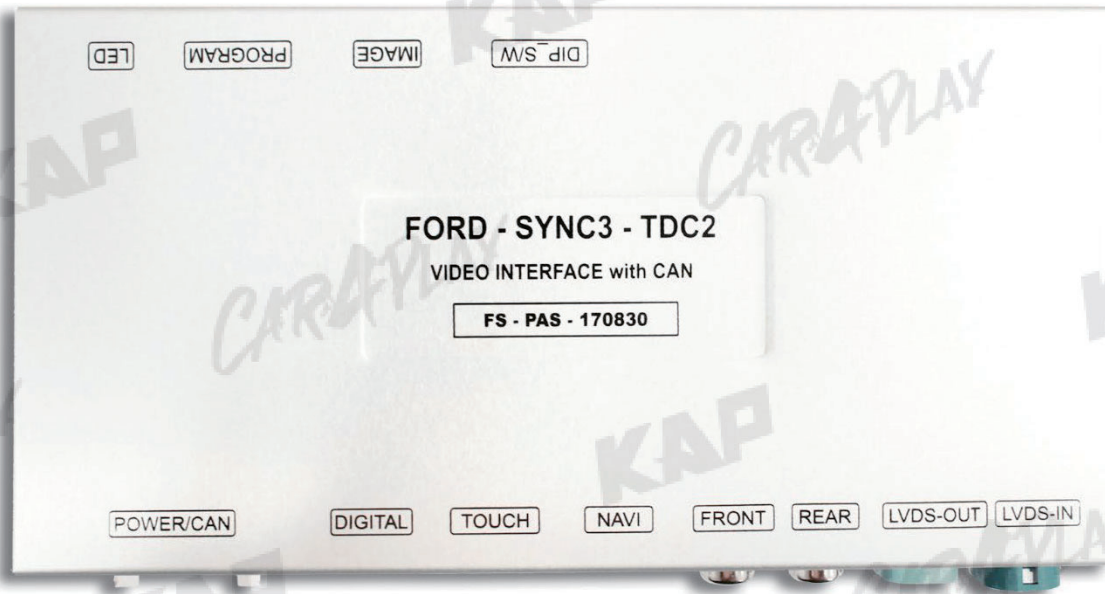 LED PROGRAM IMAGE DIP_S/W
KAP
CAR4PLAY
KAP
FORD - SYNC3 - TDC2
VIDEO INTERFACE with CAN
CAR4PLAY
FS - PAS - 170830
KAP
POWER/CAN DIGITAL TOUCH NAVI FRONT REAR LVDS-OUT LVDS-IN